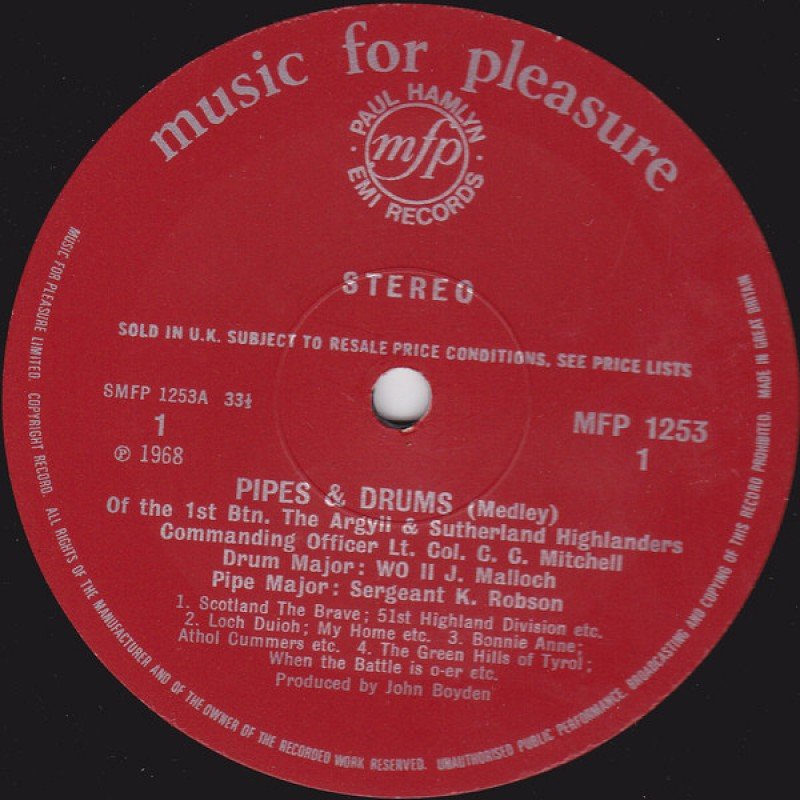 music for pleasure
PAUL HAMLYN
mfp
EMI RECORDS
STEREO
SOLD IN U.K. SUBJECT TO RESALE PRICE CONDITIONS, SEE PRICE LISTS
SMFP 1253A 33⅓
1
℗ 1968
MFP 1253
1
PIPES & DRUMS (Medley)
Of the 1st Btn. The Argyll & Sutherland Highlanders
Commanding Officer Lt. Col. C. C. Mitchell
Drum Major: WO II J. Malloch
Pipe Major: Sergeant K. Robson
1. Scotland The Brave; 51st Highland Division etc.
2. Loch Duioh; My Home etc. 3. Bonnie Anne;
Athol Cummers etc. 4. The Green Hills of Tyrol;
When the Battle is o-er etc.
Produced by John Boyden
MUSIC FOR PLEASURE LIMITED. COPYRIGHT RECORD. ALL RIGHTS OF THE MANUFACTURER AND OF THE OWNER OF THE RECORDED WORK RESERVED. UNAUTHORISED PUBLIC PERFORMANCE, BROADCASTING AND COPYING OF THIS RECORD PROHIBITED. MADE IN GREAT BRITAIN